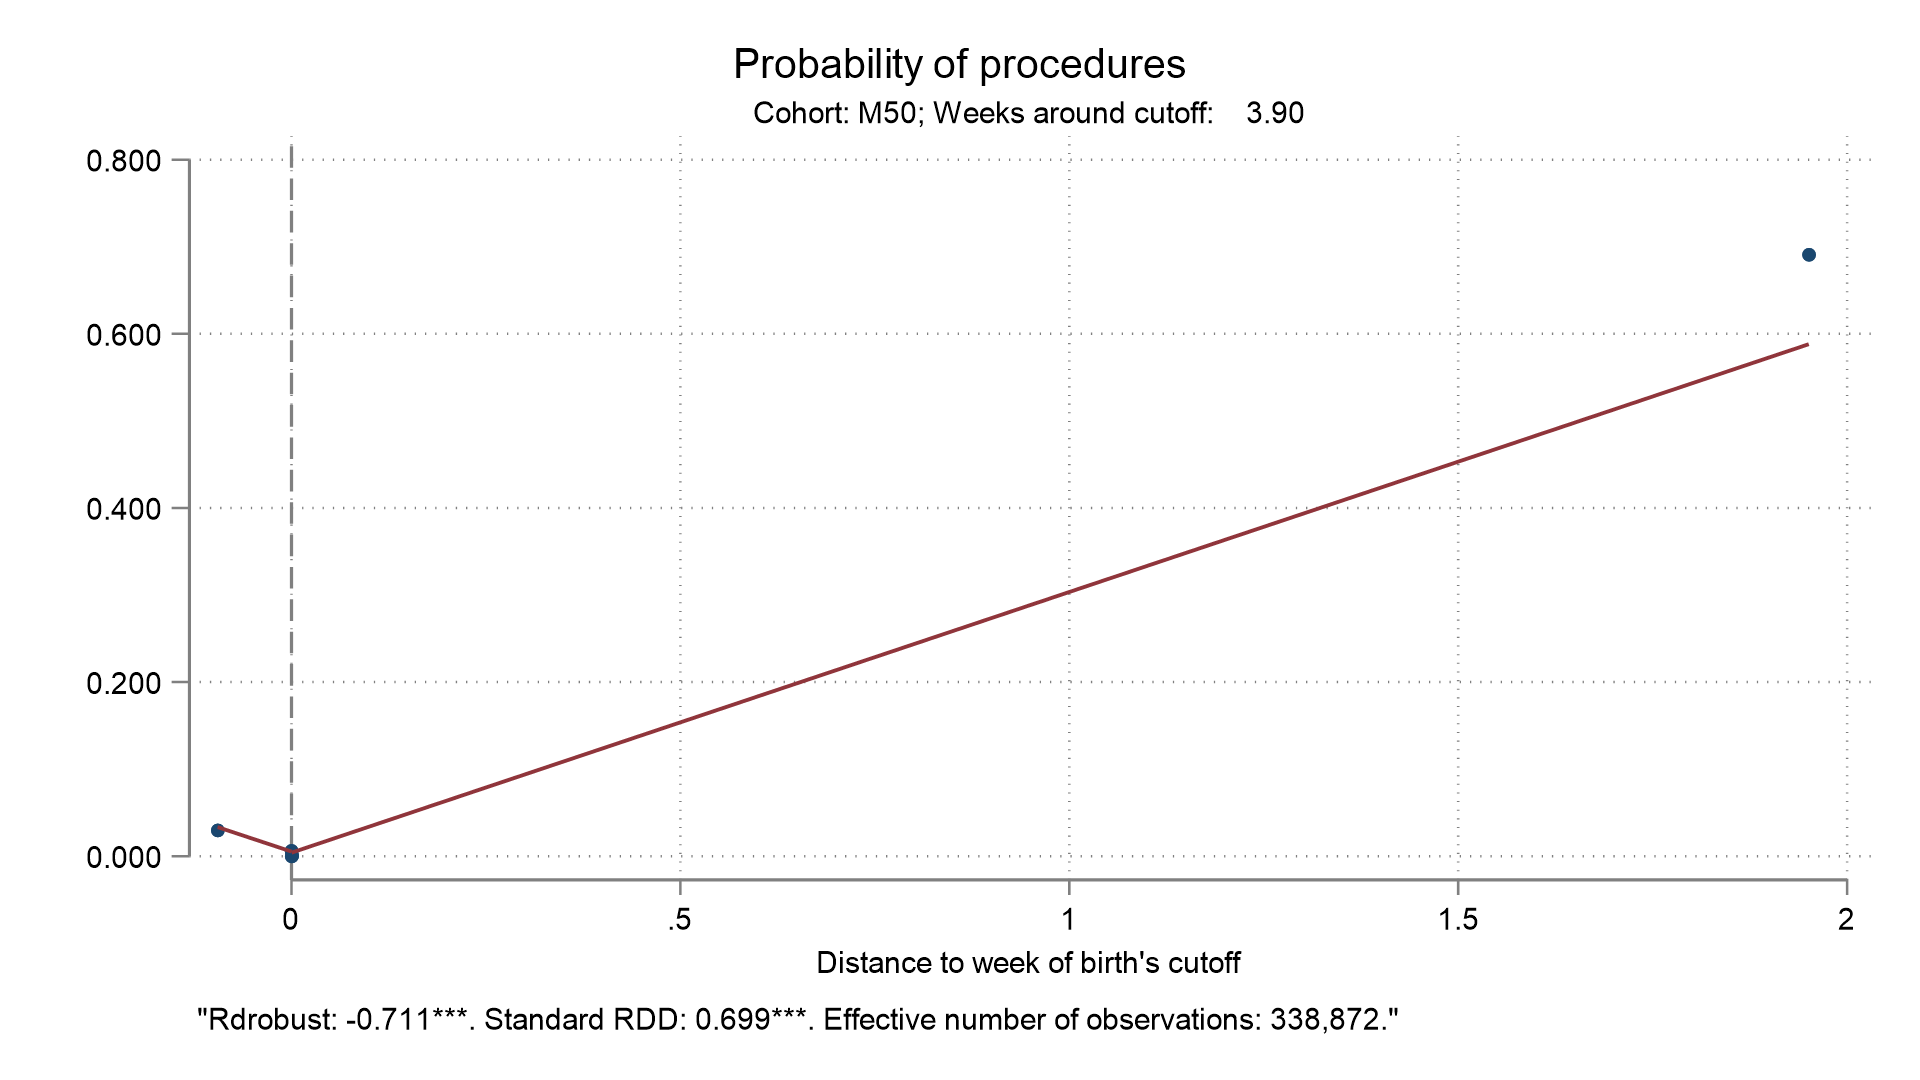 Probability of procedures
Cohort: M50; Weeks around cutoff: 3.90
0.800
0.600
0.400
0.200
0.000
0 .5 1 1.5 2
Distance to week of birth's cutoff
"Rdrobust: -0.711***. Standard RDD: 0.699***. Effective number of observations: 338,872."